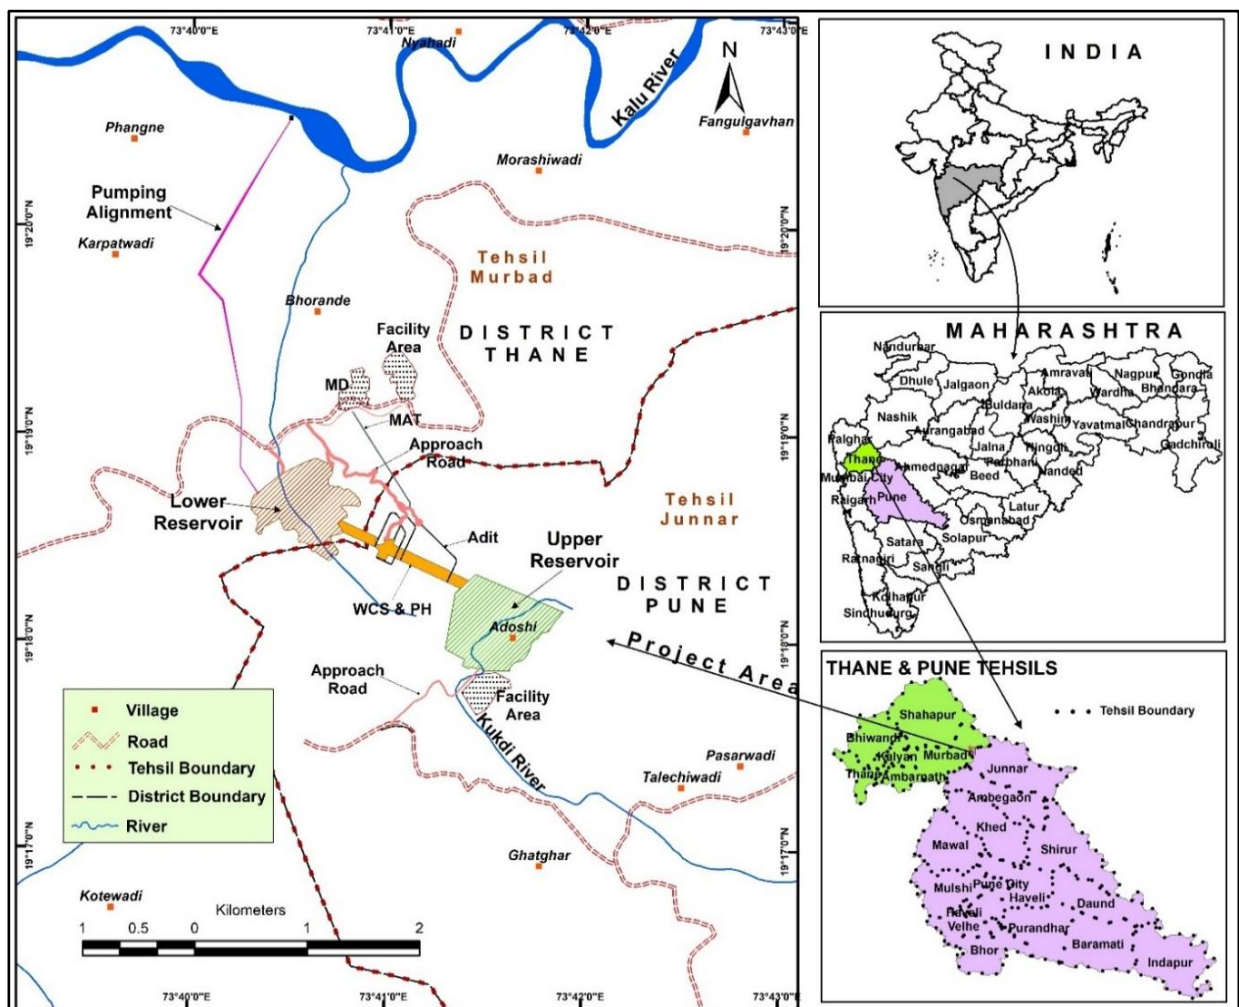 73°40'0"E
73°41'0"E
73°42'0"E
73°43'0"E
Nyahadi
Kalu River
N
Fangulgavhan
Phangne
Morashiwadi
Pumping
Alignment
19°20'0"N
19°20'0"N
Karpatwadi
Tehsil
Murbad
Bhorande
DISTRICT
THANE
Facility
Area
MD
MAT
19°19'0"N
19°19'0"N
Approach
Road
Lower
Reservoir
Tehsil
Junnar
Adit
Upper
Reservoir
WCS & PH
DISTRICT
PUNE
Adoshi
19°18'0"N
19°18'0"N
Project Area
Approach
Road
Facility
Area
Kukdi River
Pasarwadi
Talechiwadi
Village
Road
Tehsil Boundary
District Boundary
River
19°17'0"N
19°17'0"N
Ghatghar
Kotewadi
Kilometers
1 0.5 0 1 2
73°40'0"E
73°41'0"E
73°42'0"E
73°43'0"E
INDIA
MAHARASHTRA
Nandurbar
Dhule
Jalgaon
Amravati
Nagpur
Gondia
Bhandara
Akola
Wardha
Buldana
Nashik
Washim
Yavatmal
Chandrapur
Aurangabad
Palghar
Jalna
Hingoli
Gadchiroli
Thane
Ahmednagar
Parbhani
Nanded
Mumbai City
Beed
Raigarh
Pune
Latur
Osmanabad
Satara
Solapur
Ratnagiri
Sangli
Kolhapur
Sindhudurg
THANE & PUNE TEHSILS
Tehsil Boundary
Shahapur
Bhiwandi
Kalyan
Murbad
Thane
Ambarnath
Junnar
Ambegaon
Khed
Mawal
Shirur
Mulshi
Pune City
Haveli
Daund
Haveli
Velhe
Purandhar
Baramati
Bhor
Indapur